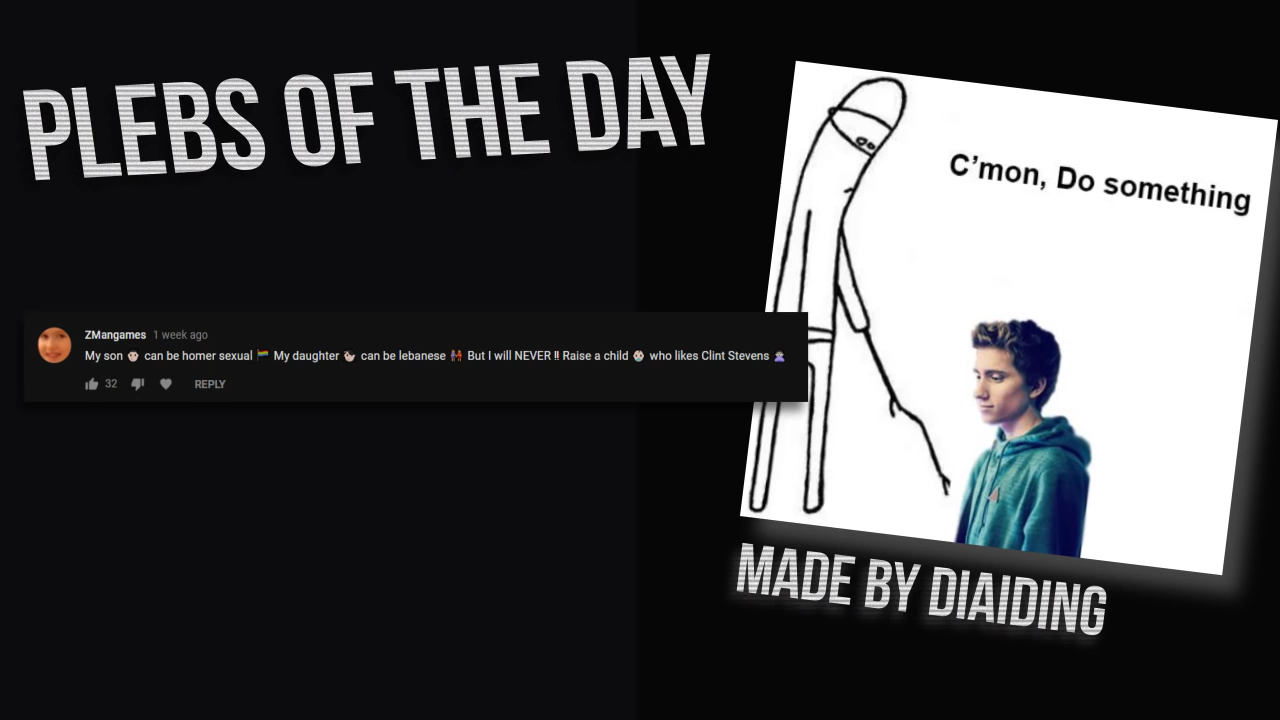 PLEBS OF THE DAY
C'mon, Do something
ZMangames 1 week ago
My son 👶🏻 can be homer sexual 🏳️‍🌈 My daughter 👧🏻 can be lebanese 👭 But I will NEVER ‼ Raise a child 👶🏻 who likes Clint Stevens 🙅
32 REPLY
MADE BY DIAIDING